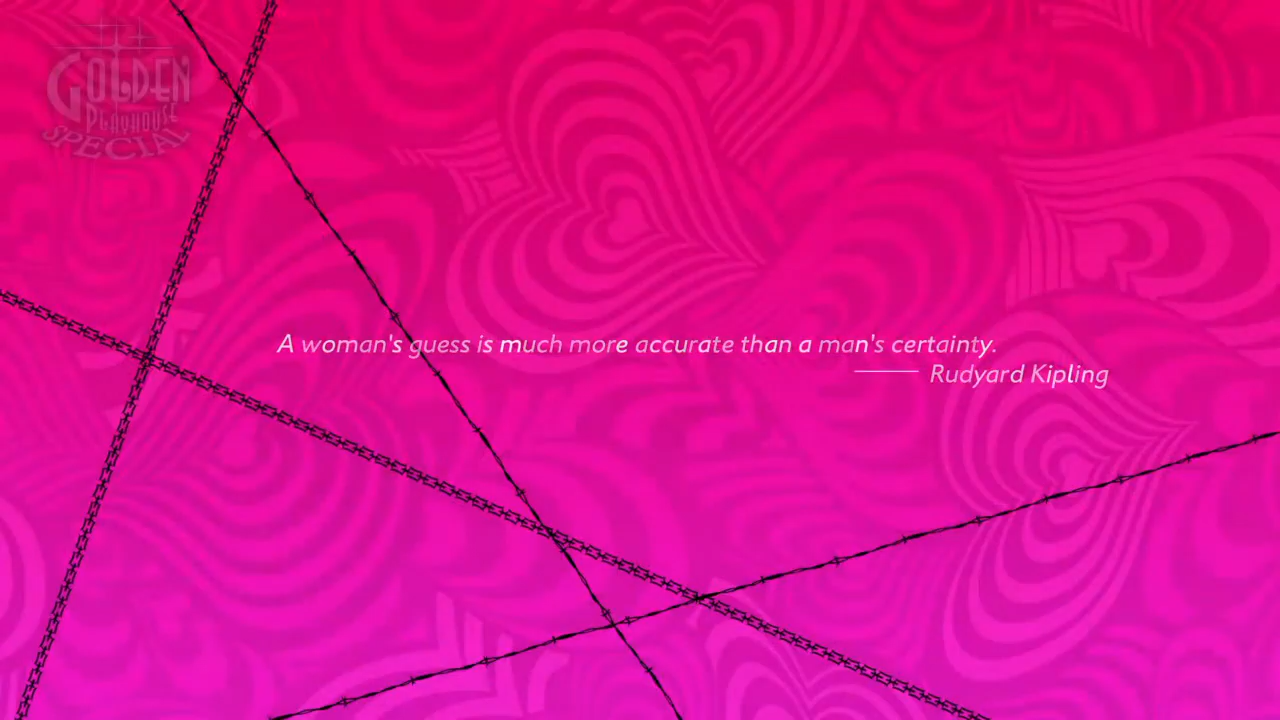 GOLDEN
PLAYHOUSE
SPECIAL
A woman's guess is much more accurate than a man's certainty.
Rudyard Kipling